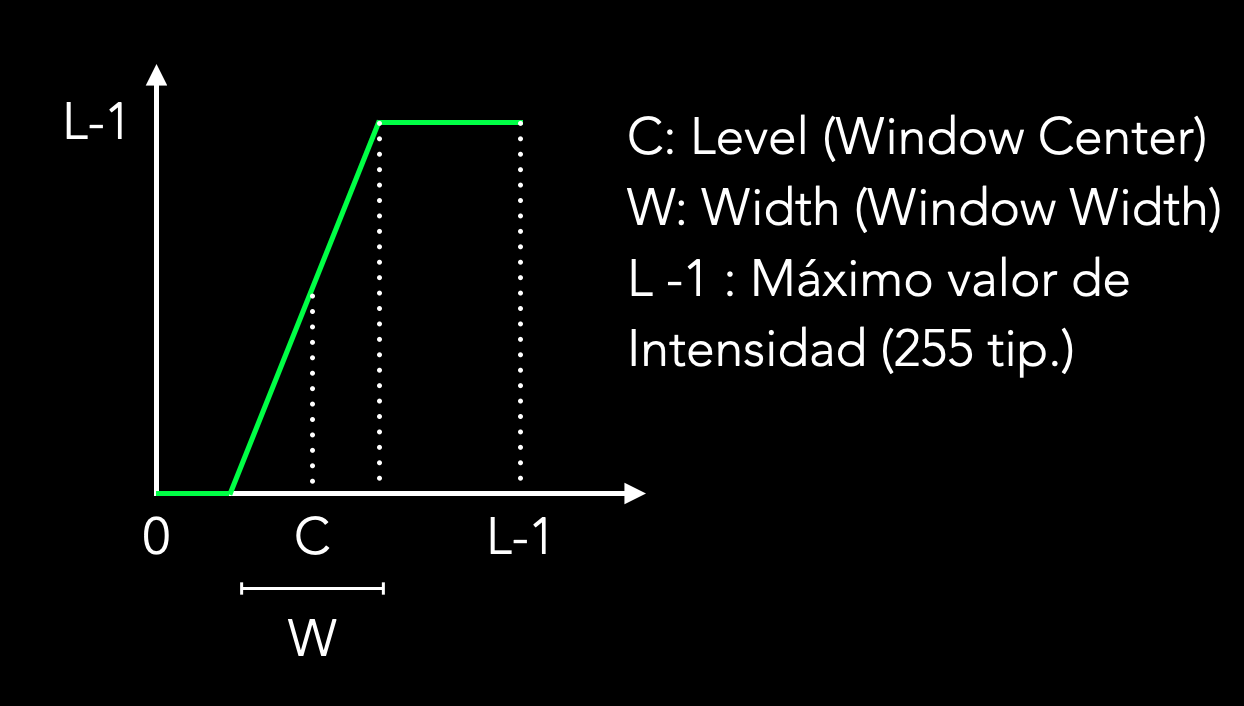 L-1
C: Level (Window Center)
W: Width (Window Width)
L -1 : Máximo valor de
Intensidad (255 tip.)
0
C
L-1
W